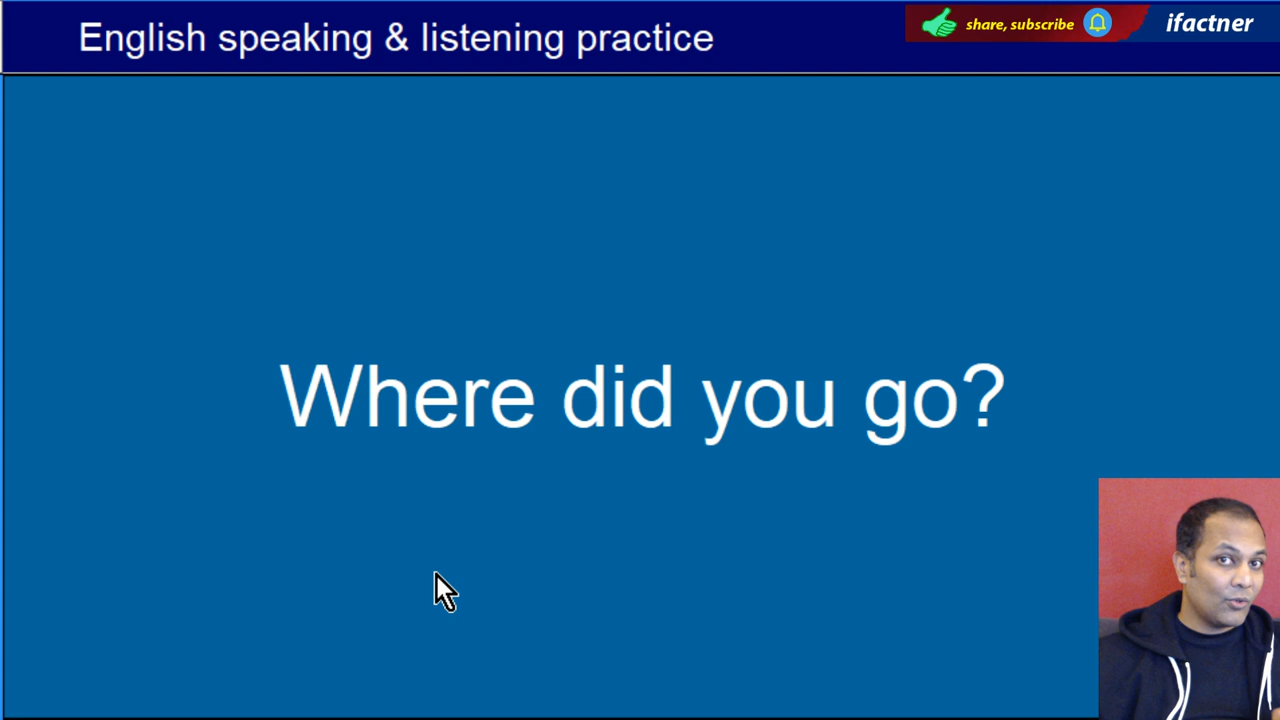 English speaking & listening practice
share, subscribe
ifactner
Where did you go?